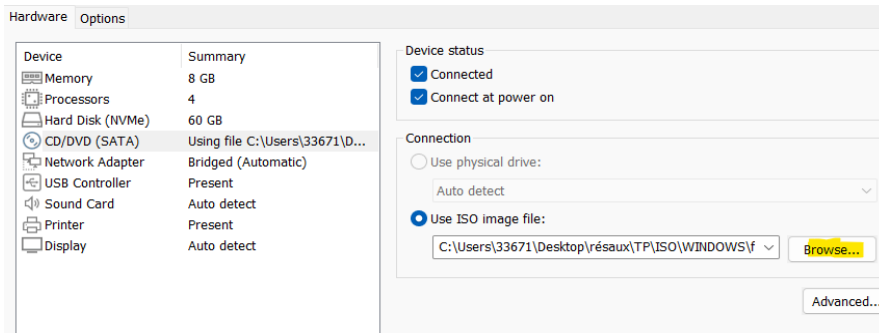 Hardware Options
Device Summary
Memory 8 GB
Processors 4
Hard Disk (NVMe) 60 GB
CD/DVD (SATA) Using file C:\Users\33671\D...
Network Adapter Bridged (Automatic)
USB Controller Present
Sound Card Auto detect
Printer Present
Display Auto detect
Device status
Connected
Connect at power on
Connection
Use physical drive:
Auto detect
Use ISO image file:
C:\Users\33671\Desktop\résaux\TP\ISO\WINDOWS\f
Browse...
Advanced...